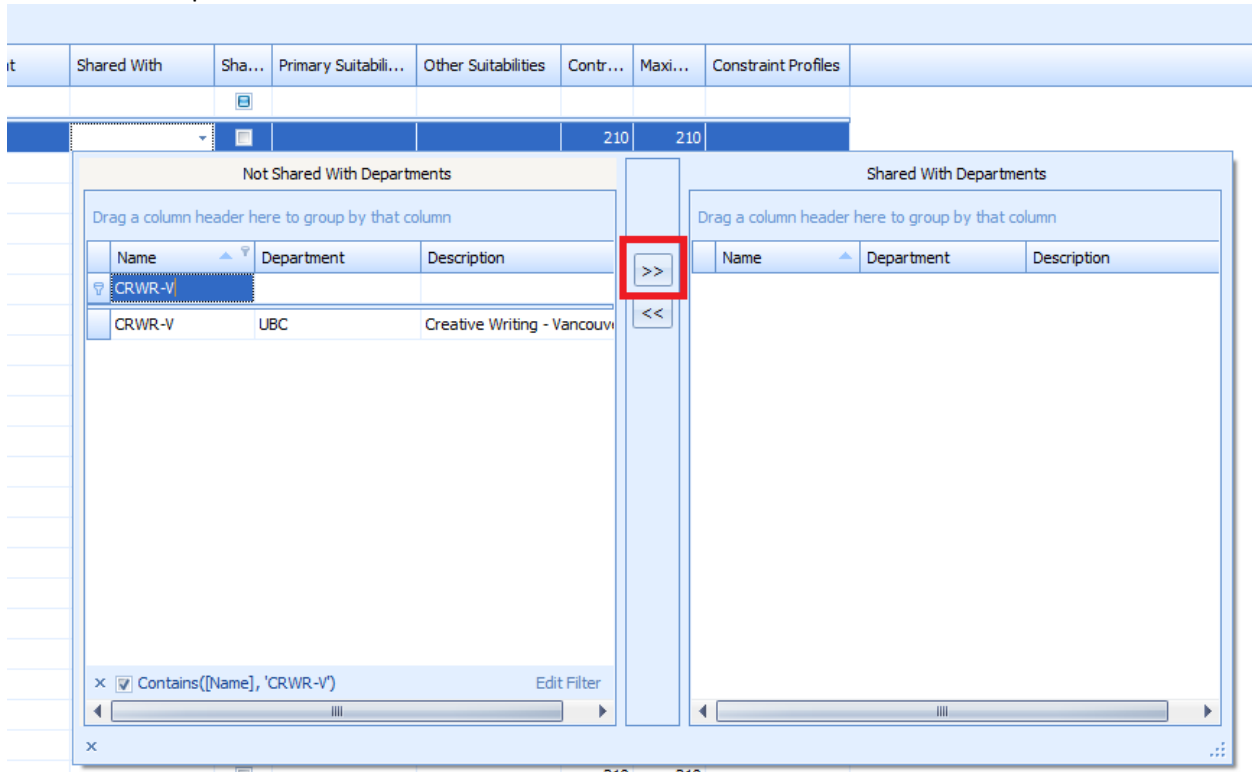 ıt Shared With Sha... Primary Suitabili... Other Suitabilities Contr... Maxi... Constraint Profiles
210 210
Not Shared With Departments
Shared With Departments
Drag a column header here to group by that column
Drag a column header here to group by that column
Name Department Description
>>
Name Department Description
CRWR-V
<<
CRWR-V UBC Creative Writing - Vancouv
× Contains([Name], 'CRWR-V') Edit Filter
×